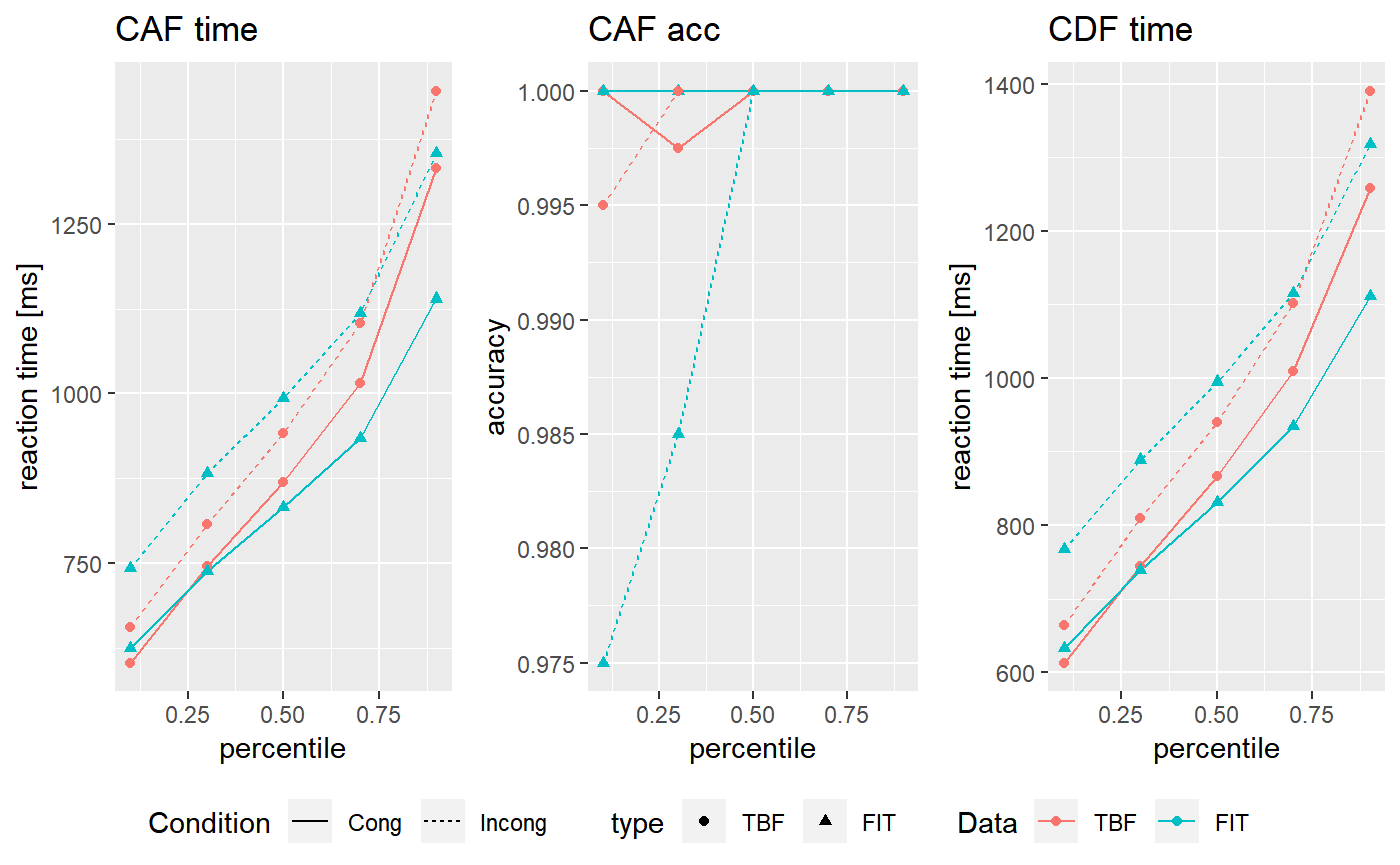 CAF time
CAF acc
CDF time
reaction time [ms]
1250
1000
750
0.25 0.50 0.75
percentile
accuracy
1.000
0.995
0.990
0.985
0.980
0.975
0.25 0.50 0.75
percentile
reaction time [ms]
1400
1200
1000
800
600
0.25 0.50 0.75
percentile
Condition Cong Incong type TBF FIT Data TBF FIT